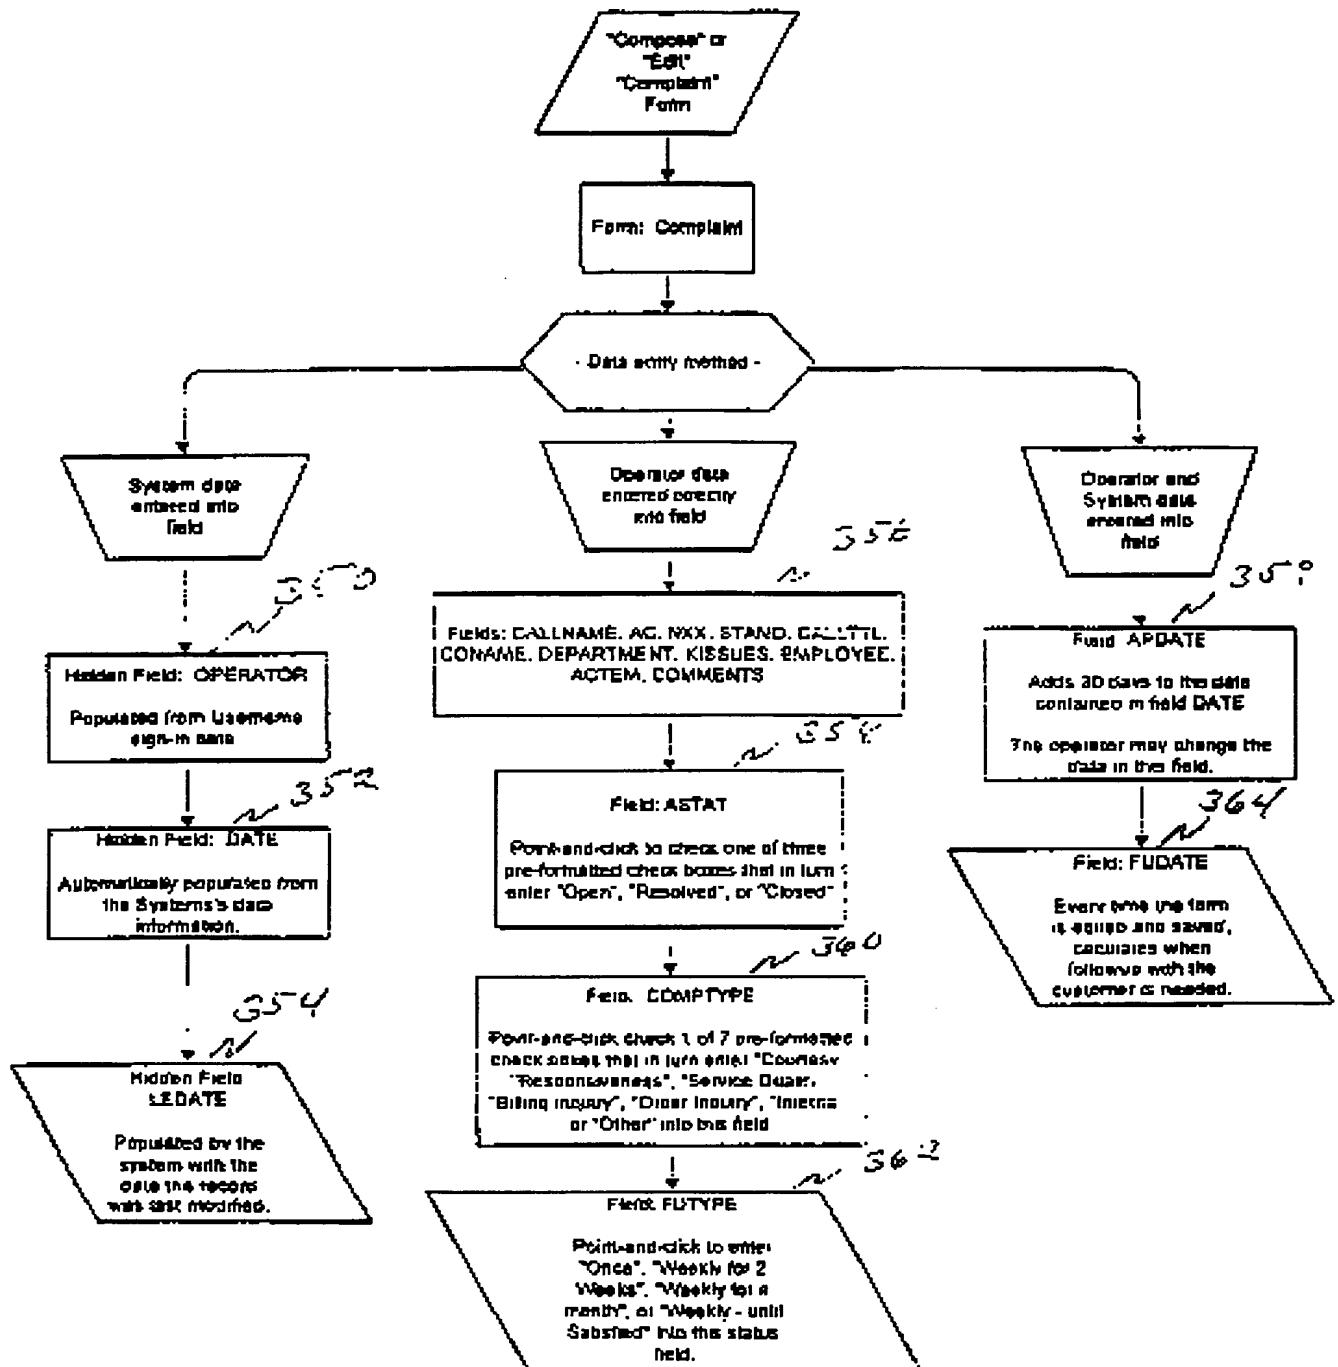 "Compose" or
"Edit"
"Complaint"
Form
Form: Complaint
- Data entry method -
System data
entered into
field
Operator data
entered directly
into field
Operator and
System data
entered into
field
Hidden Field: OPERATOR
Populated from Username
sign-in data
352
Hidden Field: DATE
Automatically populated from
the Systems's date
information.
354
Hidden Field
LEDATE
Populated by the
system with the
date the record
was last modified.
Fields: CALLNAME, AC, NXX, STAND, CALLTTL,
CONAME, DEPARTMENT, KISSUES, EMPLOYEE,
ACTEM, COMMENTS
Field: ASTAT
Point-and-click to check one of three
pre-formatted check boxes that in turn
enter "Open", "Resolved", or "Closed"
360
Field: COMPTYPE
Point-and-click check 1 of 7 pre-formatted
check boxes that in turn enter "Courtesy
"Responsiveness", "Service
"Billing Inquiry", "Order Inquiry",
or "Other" into this field
362
Field: FUTYPE
Point-and-click to enter
"Once", "Weekly for 2
Weeks", "Weekly for a
month", or "Weekly - until
Satisfied" into this status
field.
Field: APDATE
Adds 30 days to the date
contained in field DATE
The operator may change the
data in this field.
364
Field: FUDATE
Every time the form
is edited and saved,
calculates when
followup with the
customer is needed.